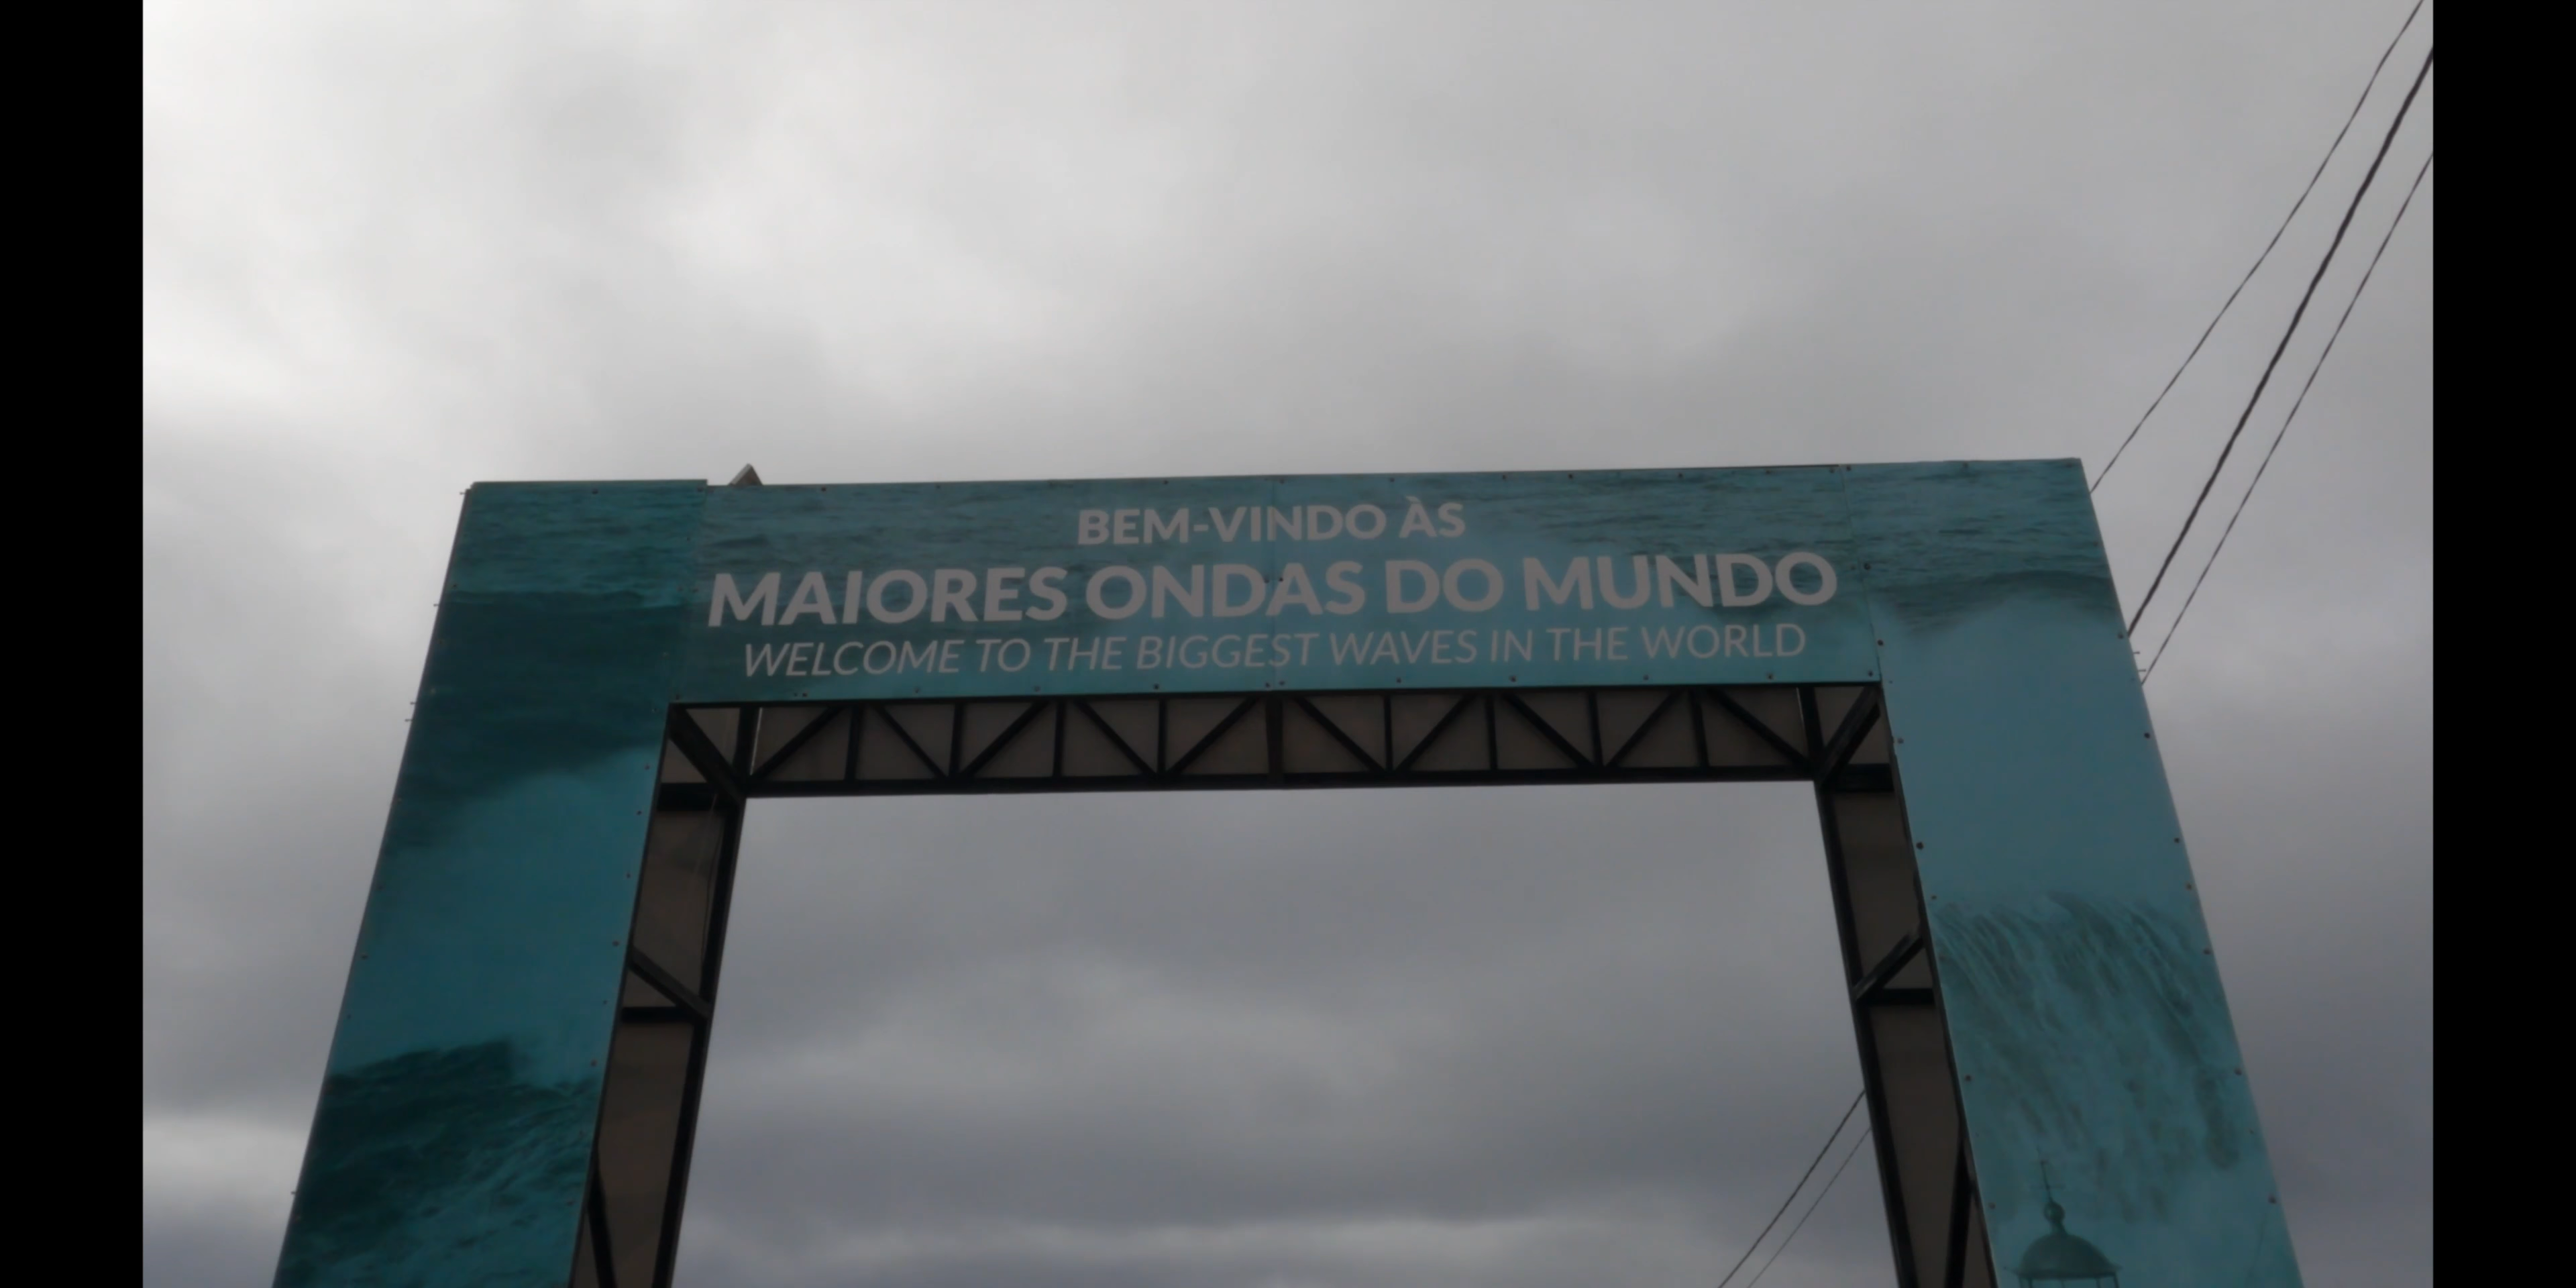 BEM-VINDO ÀS
MAIORES ONDAS DO MUNDO
WELCOME TO THE BIGGEST WAVES IN THE WORLD